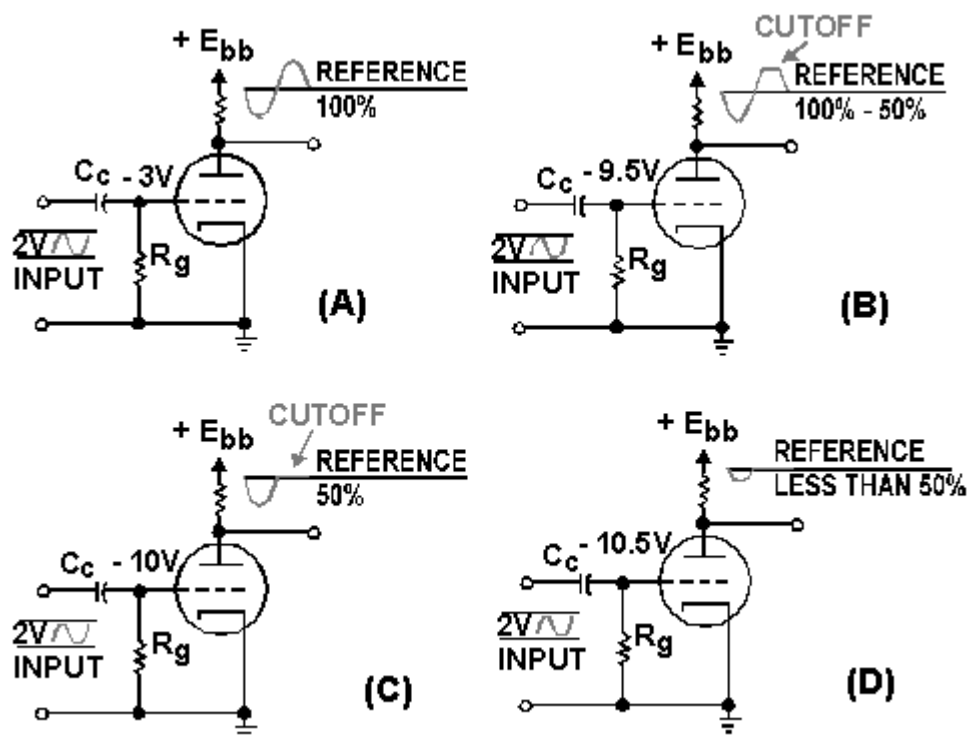 + Ebb
REFERENCE
100%
Cc - 3V
2V
INPUT
Rg
(A)
CUTOFF
+ Ebb
REFERENCE
100% - 50%
Cc - 9.5V
2V
INPUT
Rg
(B)
CUTOFF
+ Ebb
REFERENCE
50%
Cc - 10V
2V
INPUT
Rg
(C)
+ Ebb
REFERENCE
LESS THAN 50%
Cc - 10.5V
2V
INPUT
Rg
(D)